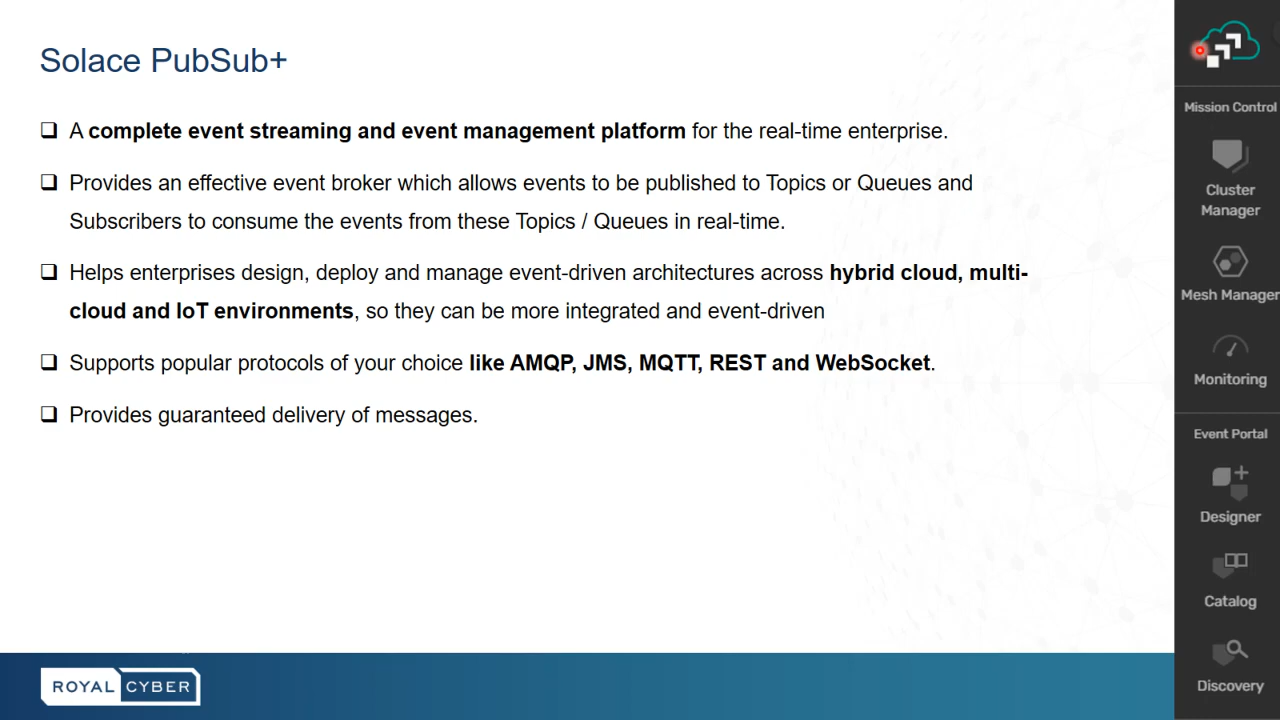 Solace PubSub+
❑ A complete event streaming and event management platform for the real-time enterprise.
❑ Provides an effective event broker which allows events to be published to Topics or Queues and
Subscribers to consume the events from these Topics / Queues in real-time.
❑ Helps enterprises design, deploy and manage event-driven architectures across hybrid cloud, multi-
cloud and IoT environments, so they can be more integrated and event-driven
❑ Supports popular protocols of your choice like AMQP, JMS, MQTT, REST and WebSocket.
❑ Provides guaranteed delivery of messages.
ROYAL CYBER
Mission Control
Cluster
Manager
Mesh Manager
Monitoring
Event Portal
Designer
Catalog
Discovery